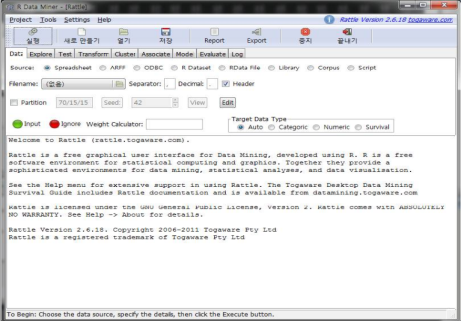 R Data Miner - [Rattle]
Project Tools Settings Help Rattle Version 2.6.18 togaware.com
실행 새로 만들기 열기 저장 Report Export 중지 끝내기
Data Explore Test Transform Cluster Associate Mode Evaluate Log
Source: Spreadsheet ARFF ODBC R Dataset RData File Library Corpus Script
Filename: (없음) Separator: , Decimal: . Header
Partition 70/15/15 Seed: 42 View Edit
Input Ignore Weight Calculator: Target Data Type
Auto Categoric Numeric Survival
Welcome to Rattle (rattle.togaware.com).
Rattle is a free graphical user interface for Data Mining, developed using R. R is a free
software environment for statistical computing and graphics. Together they provide a
sophisticated environments for data mining, statistical analyses, and data visualisation.
See the Help menu for extensive support in using Rattle. The Togaware Desktop Data Mining
Survival Guide includes Rattle documentation and is available from datamining.togaware.com
Rattle is licensed under the GNU General Public License, Version 2. Rattle comes with ABSOLUTELY
NO WARRANTY. See Help -> About for details.
Rattle Version 2.6.18. Copyright 2006-2011 Togaware Pty Ltd
Rattle is a registered trademark of Togaware Pty Ltd
To Begin: Choose the data source, specify the details, then click the Execute button.